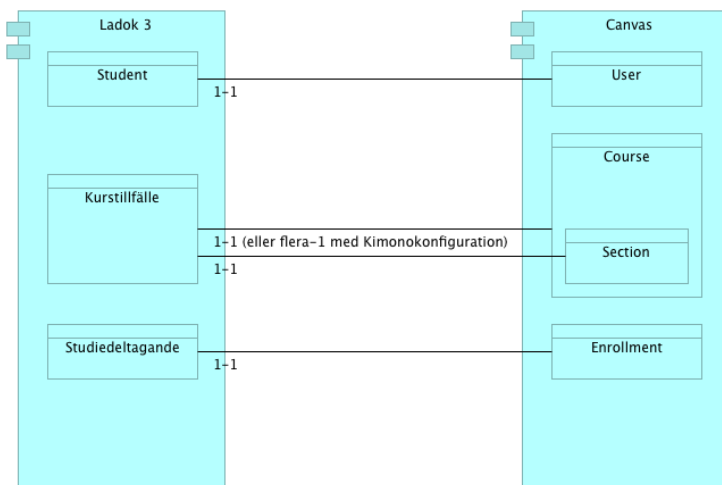 Ladok 3
Canvas
Student
User
1-1
Course
Kurstillfälle
1-1 (eller flera-1 med Kimonokonfiguration)
Section
1-1
Studiedeltagande
Enrollment
1-1